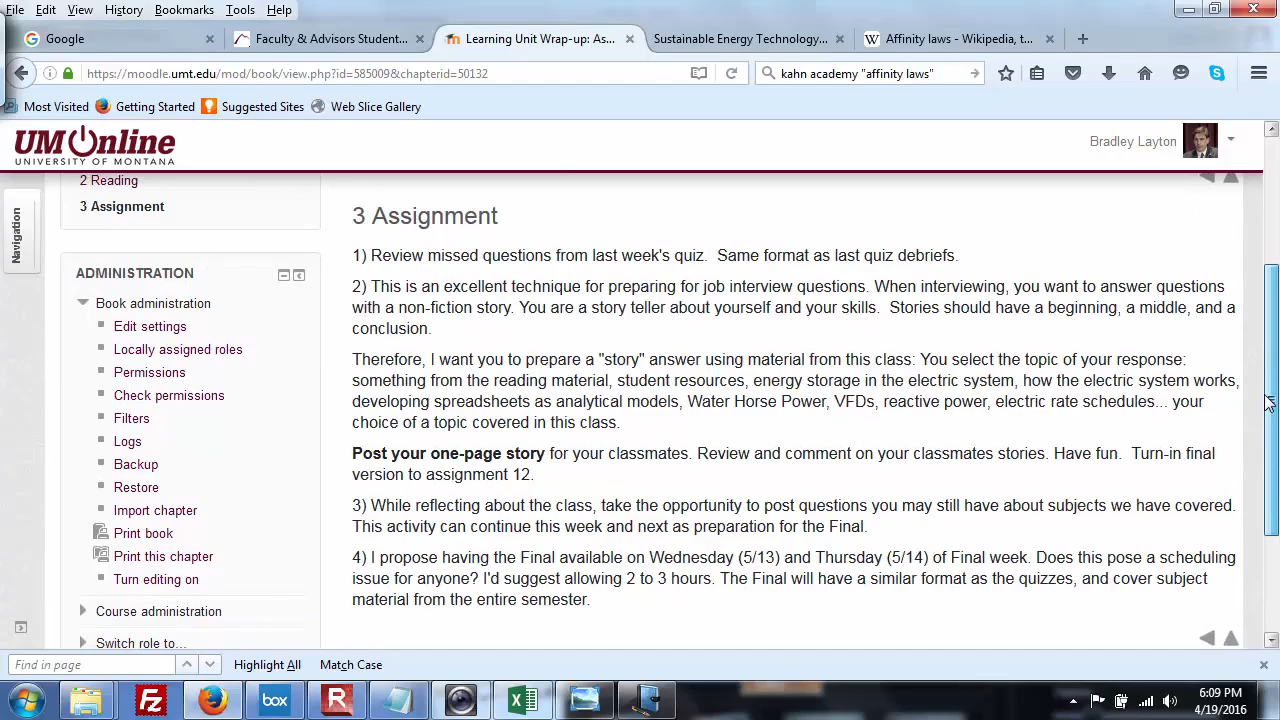 File Edit View History Bookmarks Tools Help
Google
Faculty & Advisors Student...
Learning Unit Wrap-up: As...
Sustainable Energy Technology...
Affinity laws - Wikipedia, t...
https://moodle.umt.edu/mod/book/view.php?id=585009&chapterid=50132
kahn academy "affinity laws"
Most Visited Getting Started Suggested Sites Web Slice Gallery
UM Online
UNIVERSITY OF MONTANA
Bradley Layton
Navigation
2 Reading
3 Assignment
ADMINISTRATION
Book administration
Edit settings
Locally assigned roles
Permissions
Check permissions
Filters
Logs
Backup
Restore
Import chapter
Print book
Print this chapter
Turn editing on
Course administration
Switch role to...
3 Assignment
1) Review missed questions from last week's quiz.  Same format as last quiz debriefs.
2) This is an excellent technique for preparing for job interview questions. When interviewing, you want to answer questions
with a non-fiction story. You are a story teller about yourself and your skills.  Stories should have a beginning, a middle, and a
conclusion.
Therefore, I want you to prepare a "story" answer using material from this class: You select the topic of your response:
something from the reading material, student resources, energy storage in the electric system, how the electric system works,
developing spreadsheets as analytical models, Water Horse Power, VFDs, reactive power, electric rate schedules... your
choice of a topic covered in this class.
Post your one-page story for your classmates. Review and comment on your classmates stories. Have fun.  Turn-in final
version to assignment 12.
3) While reflecting about the class, take the opportunity to post questions you may still have about subjects we have covered.
This activity can continue this week and next as preparation for the Final.
4) I propose having the Final available on Wednesday (5/13) and Thursday (5/14) of Final week. Does this pose a scheduling
issue for anyone? I'd suggest allowing 2 to 3 hours. The Final will have a similar format as the quizzes, and cover subject
material from the entire semester.
Find in page
Highlight All Match Case
box
6:09 PM
4/19/2016